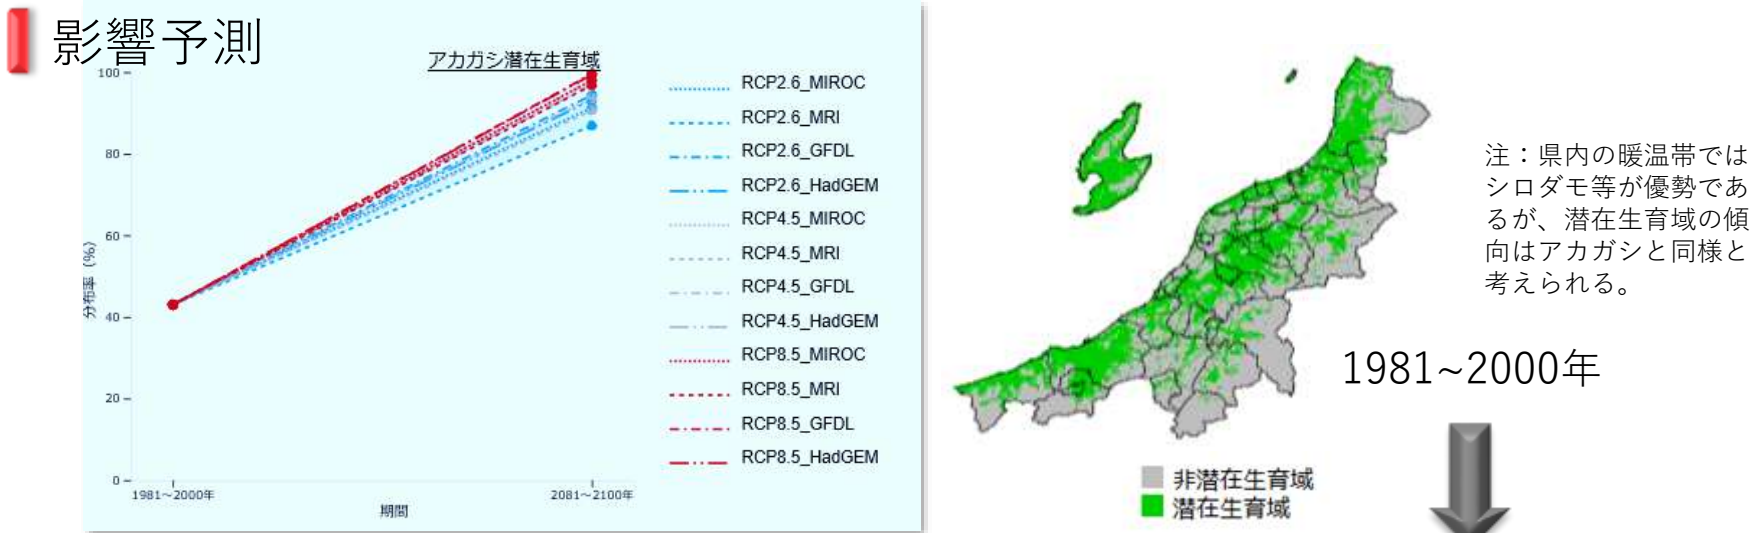 影響予測
アカガシ潜在生育域
100
80
60
40
20
0
分布率 (%)
1981～2000年
2081～2100年
期間
RCP2.6_MIROC
RCP2.6_MRI
RCP2.6_GFDL
RCP2.6_HadGEM
RCP4.5_MIROC
RCP4.5_MRI
RCP4.5_GFDL
RCP4.5_HadGEM
RCP8.5_MIROC
RCP8.5_MRI
RCP8.5_GFDL
RCP8.5_HadGEM
非潜在生育域
潜在生育域
注：県内の暖温帯では
シロダモ等が優勢であ
るが、潜在生育域の傾
向はアカガシと同様と
考えられる。
1981~2000年